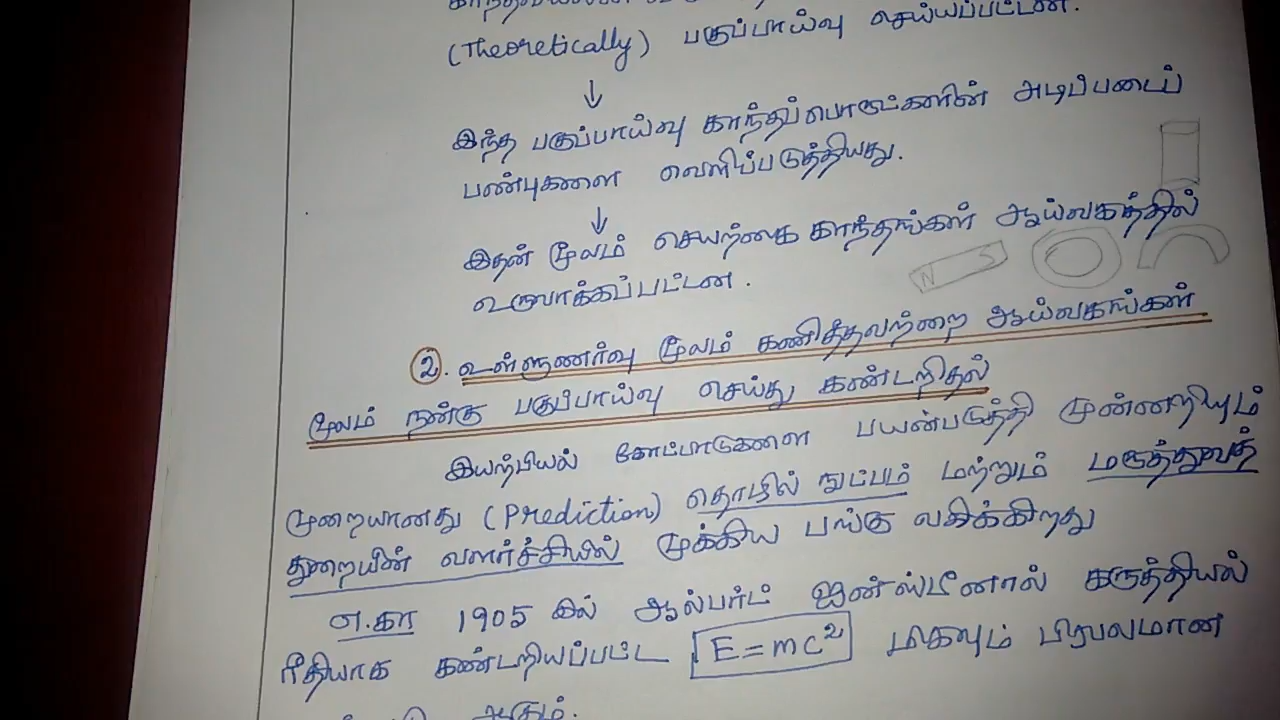 (Theoretically) பகுப்பாய்வு செய்யப்பட்டன.
↓
இந்த பகுப்பாய்வு காந்தப்பொருட்களின் அடிப்படைப்
பண்புகளை வெளிப்படுத்தியது.
↓
இதன் மூலம் செயற்கை காந்தங்கள் ஆய்வகத்தில்
உருவாக்கப்பட்டன.
N S
2. உள்ளுணர்வு மூலம் கணித்தவற்றை ஆய்வகங்கள்
மூலம் நன்கு பகுப்பாய்வு செய்து கண்டறிதல்
இயற்பியல் கோட்பாடுகளை பயன்படுத்தி முன்னறியும்
முறையானது (Prediction) தொழில் நுட்பம் மற்றும் மருத்துவத்
துறையின் வளர்ச்சியில் முக்கிய பங்கு வகிக்கிறது
எ.கா 1905 இல் ஆல்பர்ட் ஐன்ஸ்டீனால் கருத்தியல்
ரீதியாக கண்டறியப்பட்ட E=mc² மிகவும் பிரபலமான
ஆகும்.